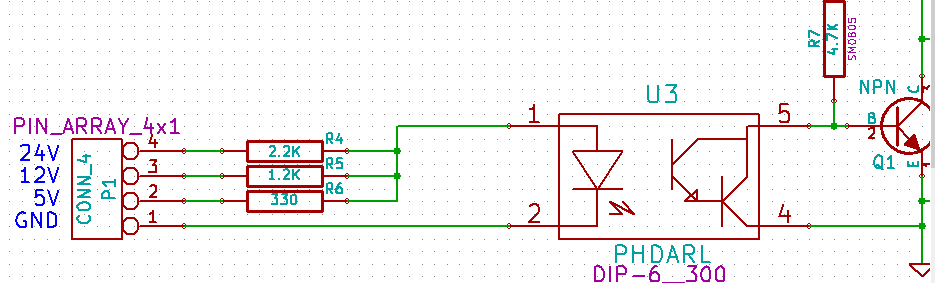 R7
4.7K
SM0805
NPN
C
B
2
Q1
E
U3
1
5
2
4
PHDARL
DIP-6__300
PIN_ARRAY_4x1
24V
12V
5V
GND
CONN_4
P1
4
3
2
1
R4
2.2K
R5
1.2K
R6
330